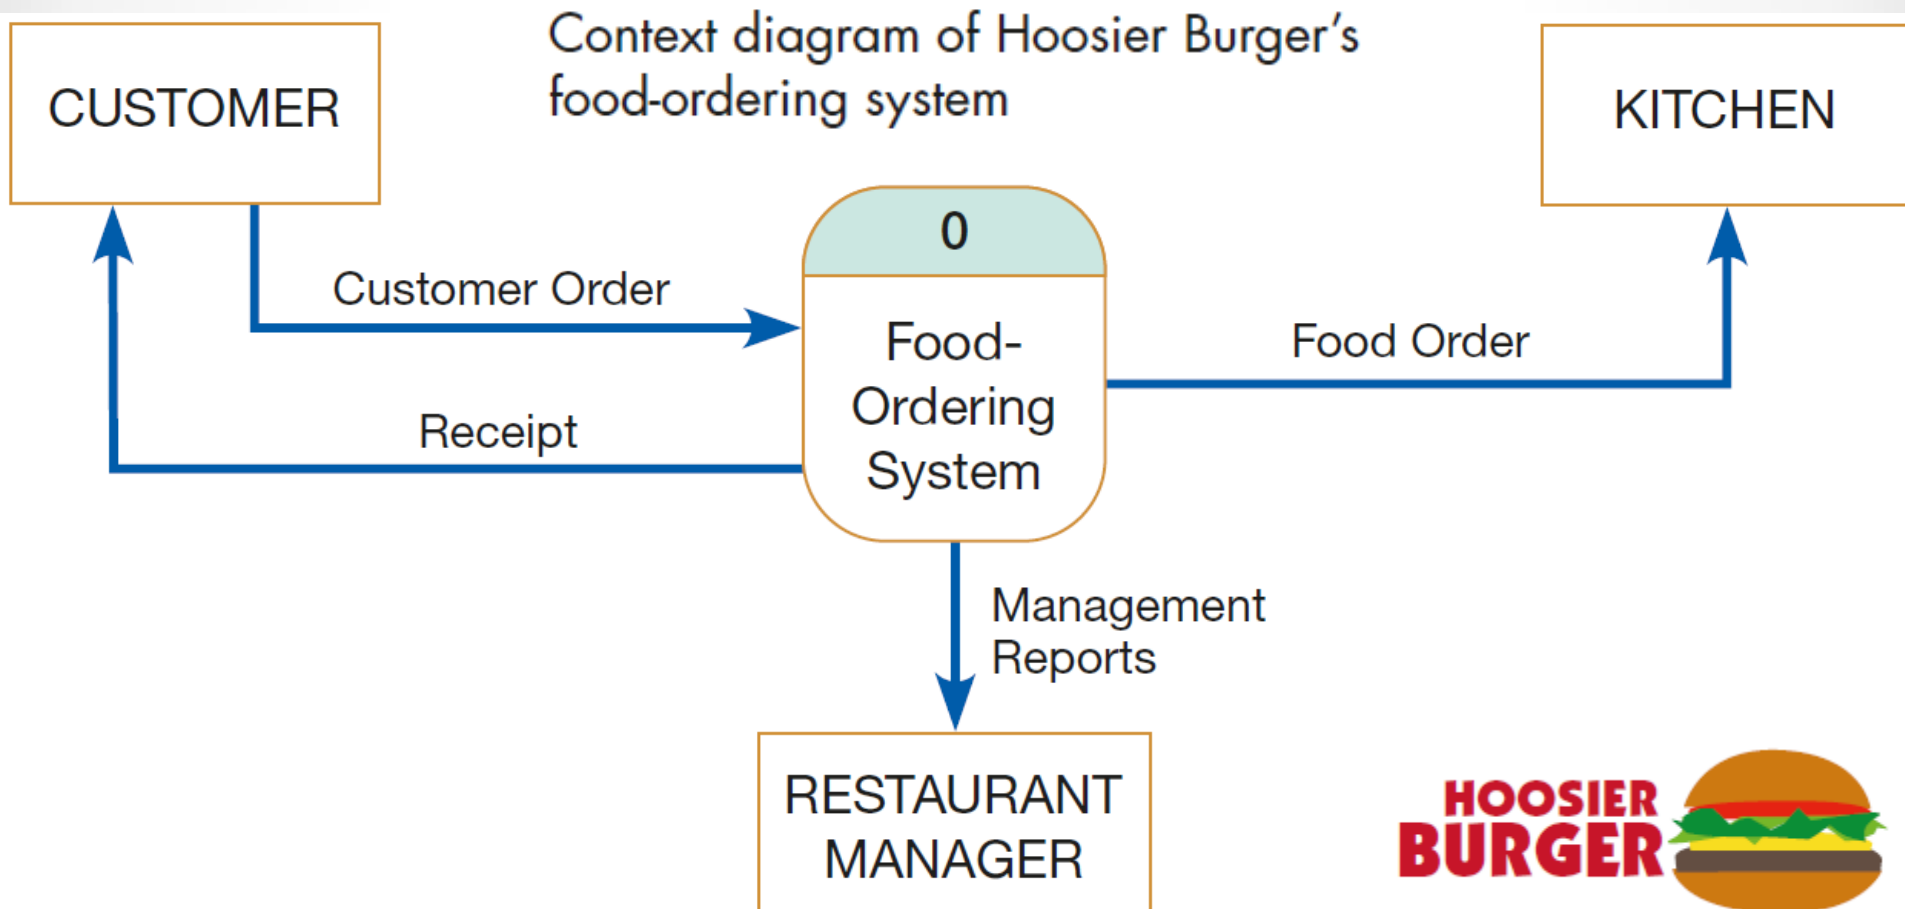 Context diagram of Hoosier Burger's
food-ordering system
CUSTOMER
KITCHEN
0
Food-
Ordering
System
Customer Order
Receipt
Food Order
Management
Reports
RESTAURANT
MANAGER
HOOSIER
BURGER